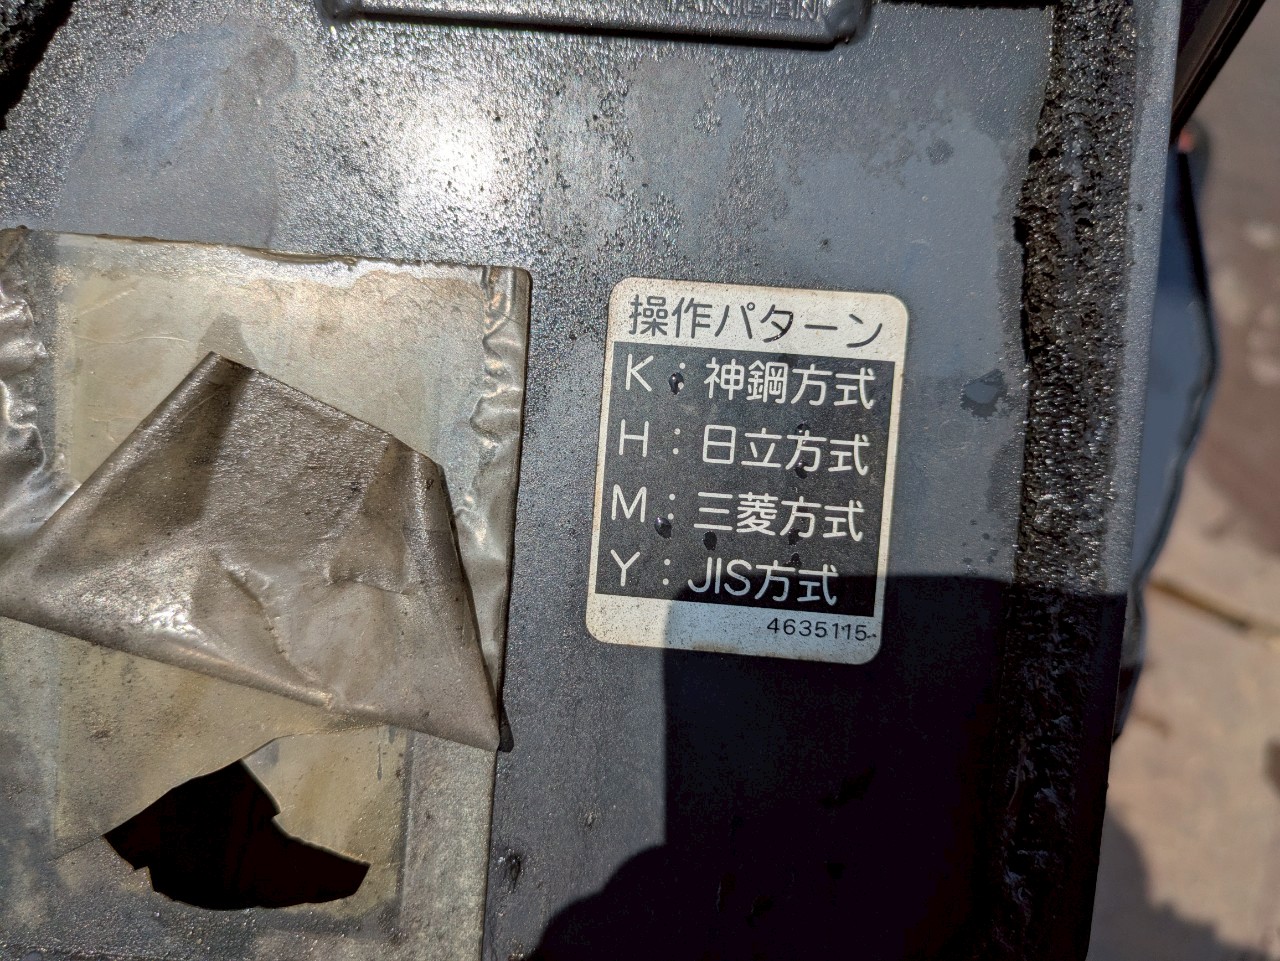 TAKIGEN
操作パターン
K：神鋼方式
H：日立方式
M：三菱方式
Y：JIS方式
4635115